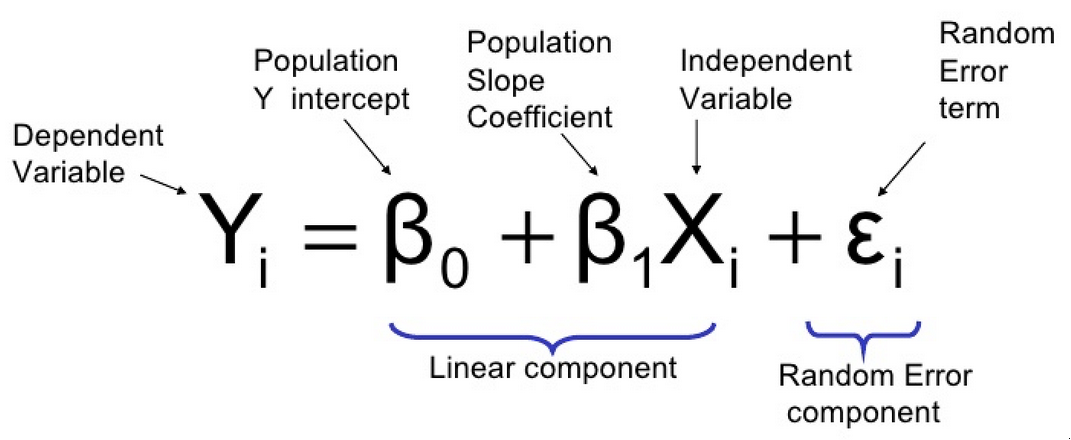 Dependent
Variable
Population
Y intercept
Population
Slope
Coefficient
Independent
Variable
Random
Error
term
Yᵢ = β₀ + β₁Xᵢ + εᵢ
Linear component
Random Error
component